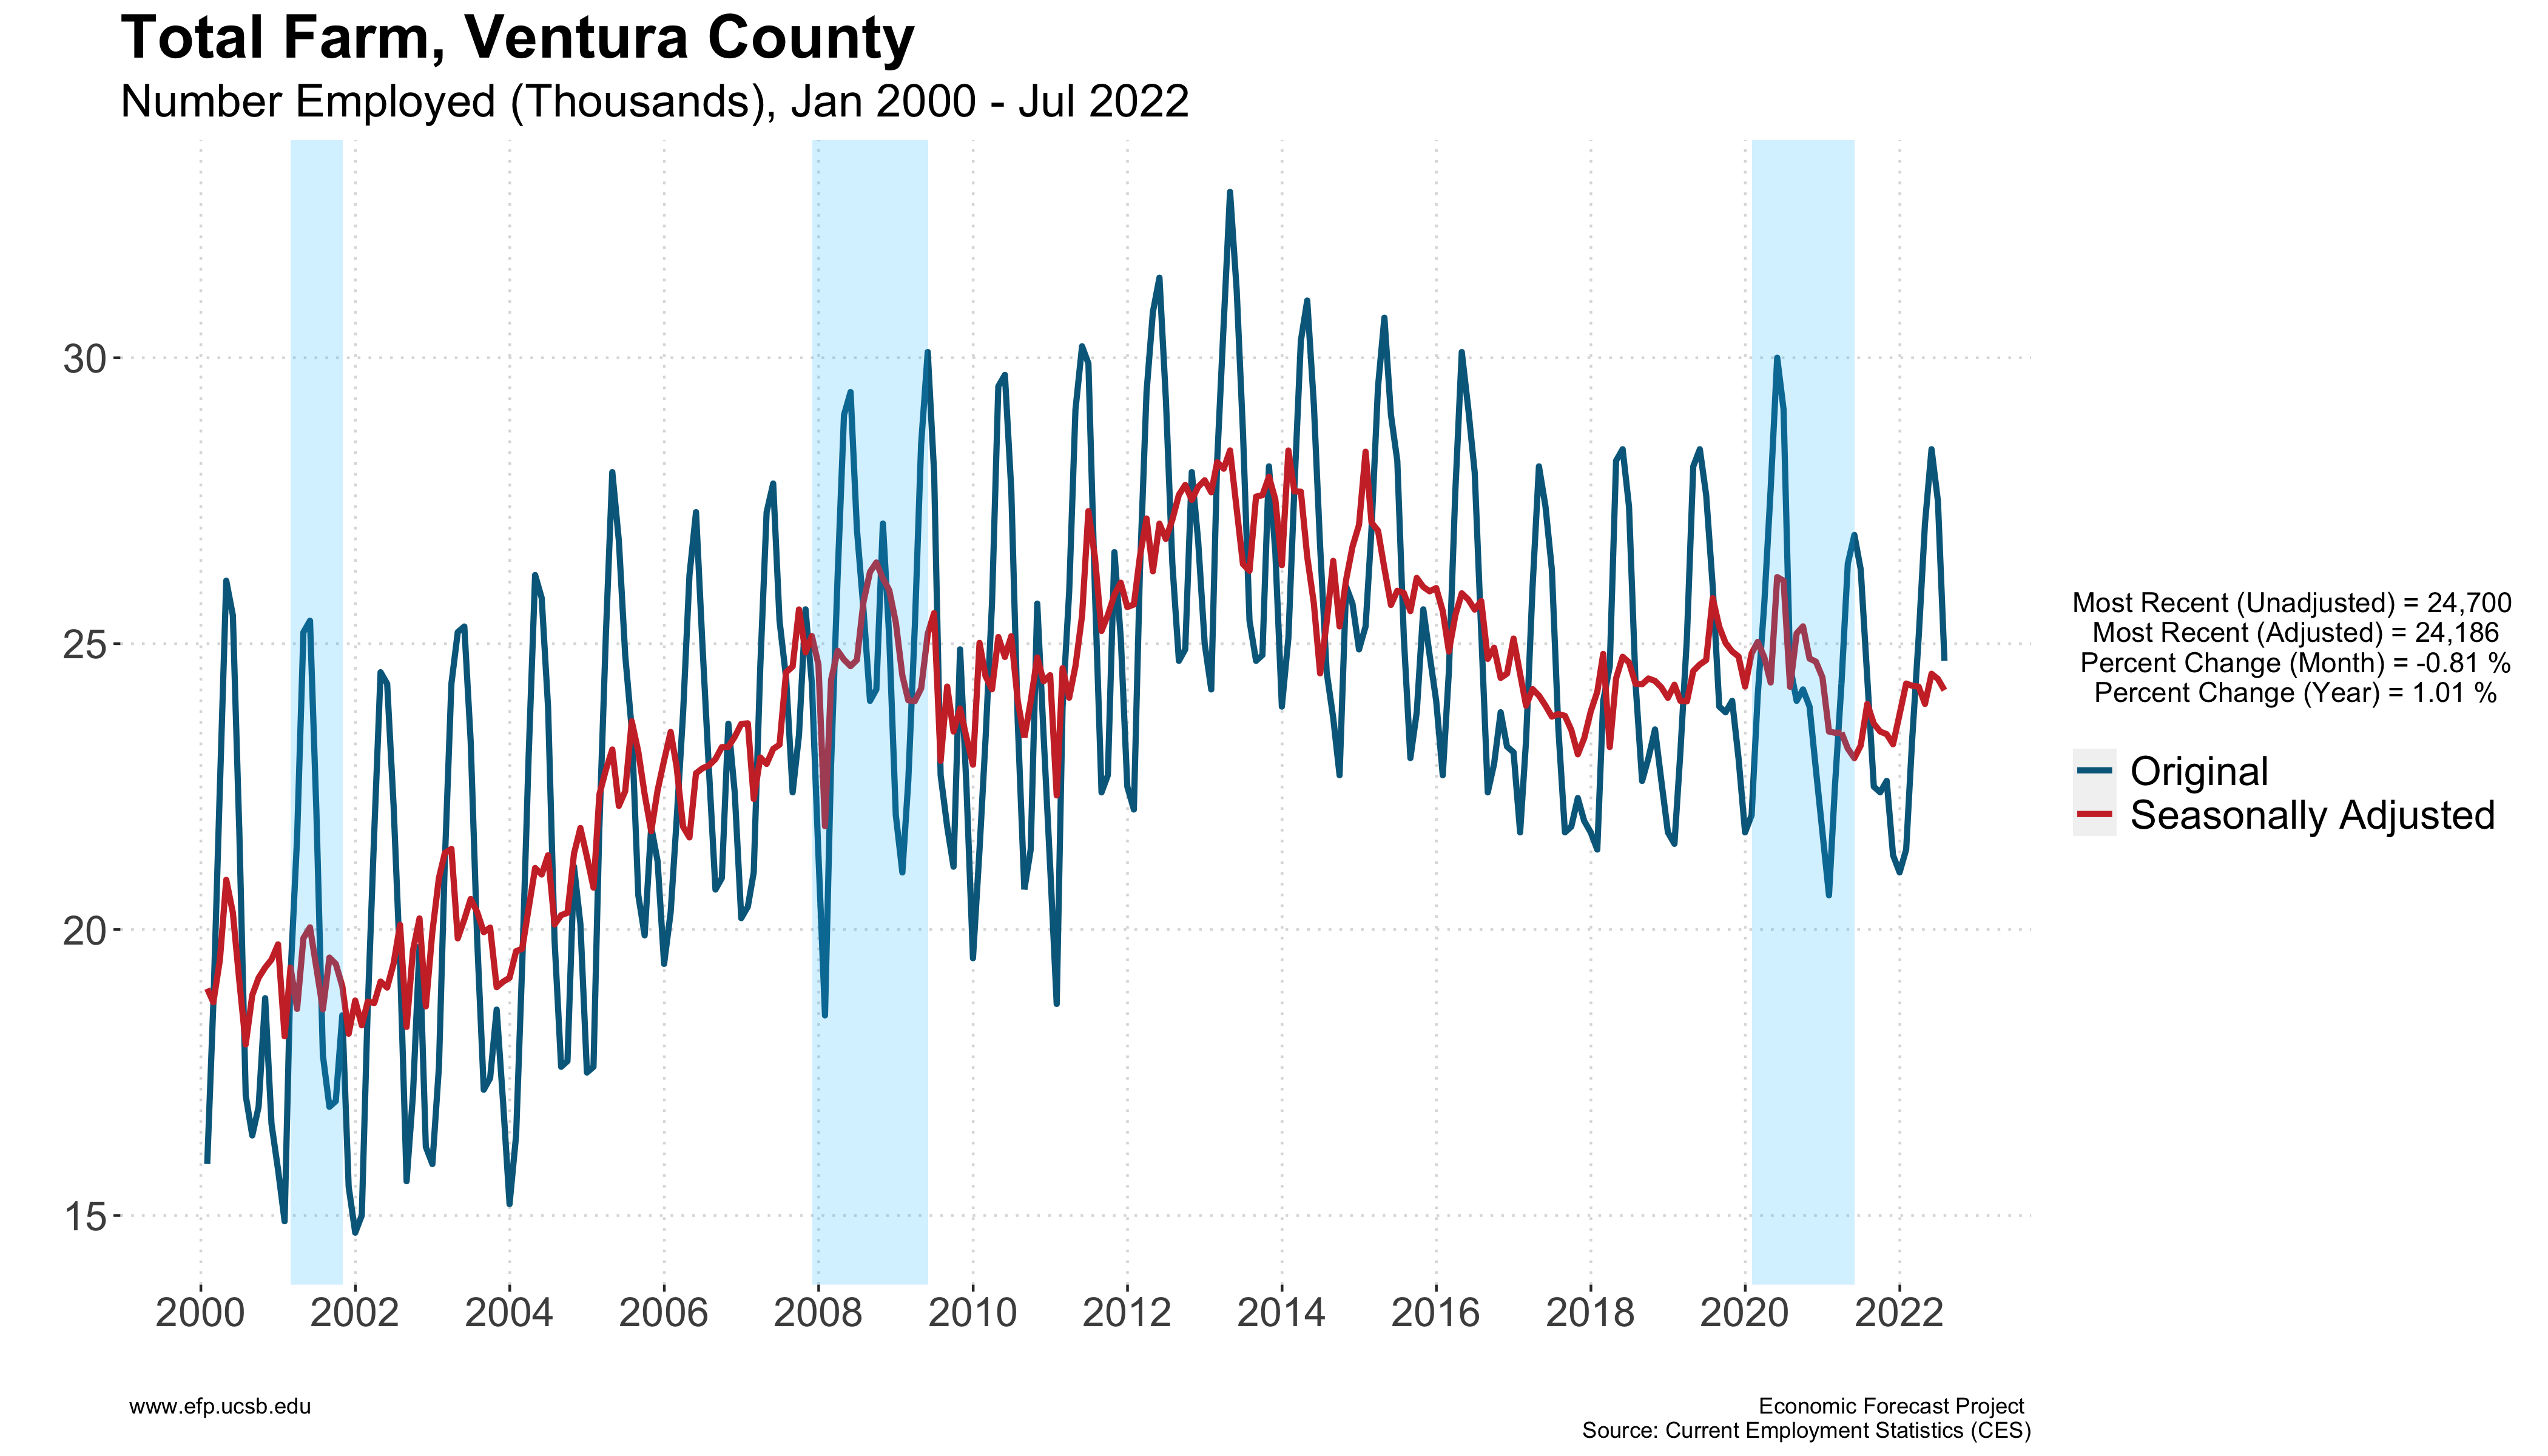 Total Farm, Ventura County
Number Employed (Thousands), Jan 2000 - Jul 2022
30
25
20
15
2000 2002 2004 2006 2008 2010 2012 2014 2016 2018 2020 2022
Most Recent (Unadjusted) = 24,700
Most Recent (Adjusted) = 24,186
Percent Change (Month) = -0.81 %
Percent Change (Year) = 1.01 %
Original
Seasonally Adjusted
www.efp.ucsb.edu
Economic Forecast Project
Source: Current Employment Statistics (CES)